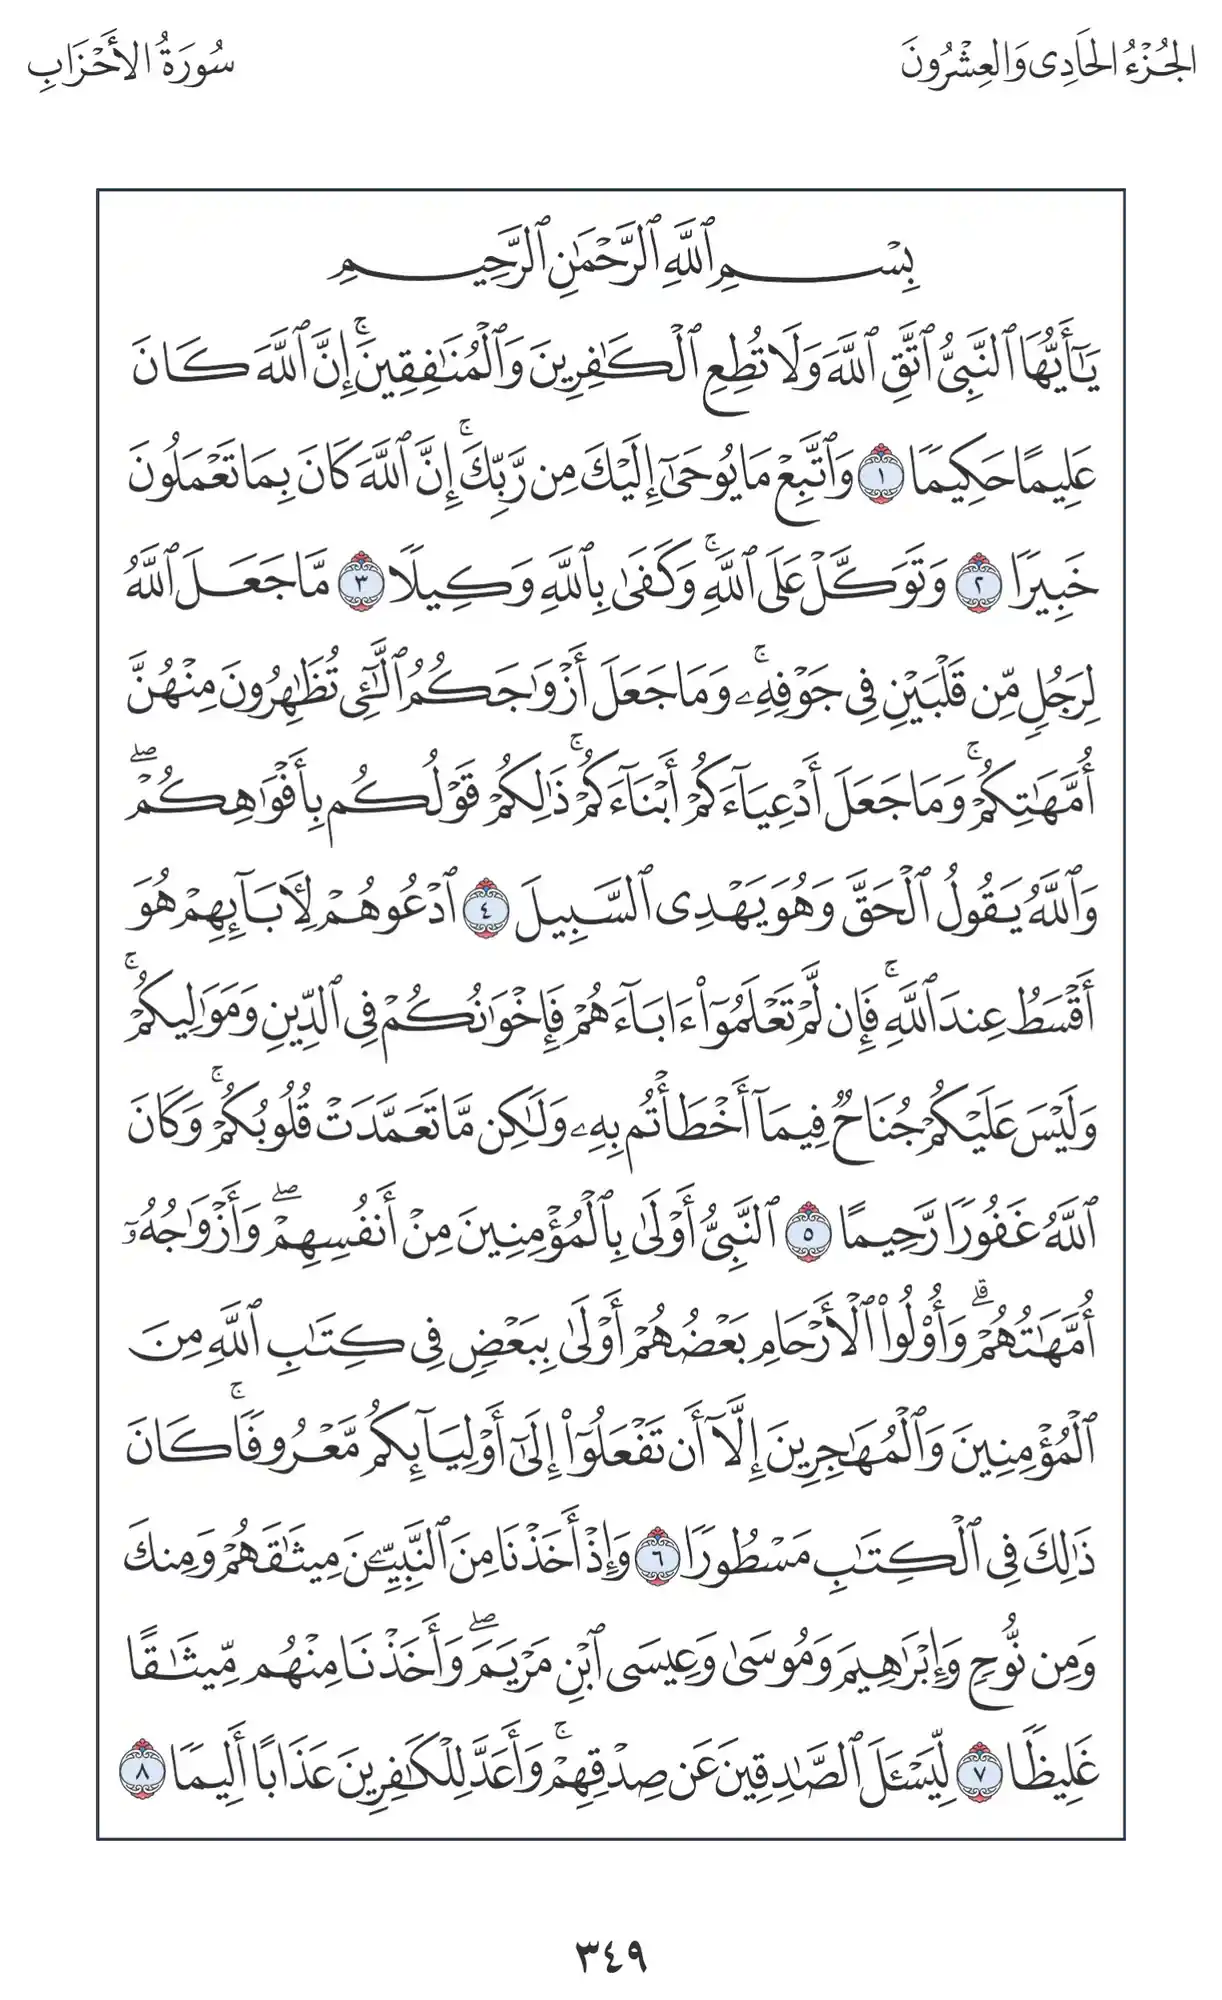 الجُزْءُ الحَادِى وَالعِشْرُونَ
سُورَةُ الأَحْزَابِ
بِسْمِ ٱللَّهِ ٱلرَّحْمَٰنِ ٱلرَّحِيمِ
يَٰٓأَيُّهَا ٱلنَّبِىُّ ٱتَّقِ ٱللَّهَ وَلَا تُطِعِ ٱلْكَٰفِرِينَ وَٱلْمُنَٰفِقِينَۚ إِنَّ ٱللَّهَ كَانَ
عَلِيمًا حَكِيمًا ١ وَٱتَّبِعْ مَا يُوحَىٰٓ إِلَيْكَ مِن رَّبِّكَۚ إِنَّ ٱللَّهَ كَانَ بِمَا تَعْمَلُونَ
خَبِيرًا ٢ وَتَوَكَّلْ عَلَى ٱللَّهِۚ وَكَفَىٰ بِٱللَّهِ وَكِيلًا ٣ مَّا جَعَلَ ٱللَّهُ
لِرَجُلٍ مِّن قَلْبَيْنِ فِى جَوْفِهِۦۚ وَمَا جَعَلَ أَزْوَٰجَكُمُ ٱلَّٰٓـِٔى تُظَٰهِرُونَ مِنْهُنَّ
أُمَّهَٰتِكُمْۚ وَمَا جَعَلَ أَدْعِيَآءَكُمْ أَبْنَآءَكُمْۚ ذَٰلِكُمْ قَوْلُكُم بِأَفْوَٰهِكُمْۖ
وَٱللَّهُ يَقُولُ ٱلْحَقَّ وَهُوَ يَهْدِى ٱلسَّبِيلَ ٤ ٱدْعُوهُمْ لِـَٔابَآئِهِمْ هُوَ
أَقْسَطُ عِندَ ٱللَّهِۚ فَإِن لَّمْ تَعْلَمُوٓا۟ ءَابَآءَهُمْ فَإِخْوَٰنُكُمْ فِى ٱلدِّينِ وَمَوَٰلِيكُمْۚ
وَلَيْسَ عَلَيْكُمْ جُنَاحٌ فِيمَآ أَخْطَأْتُم بِهِۦ وَلَٰكِن مَّا تَعَمَّدَتْ قُلُوبُكُمْۚ وَكَانَ
ٱللَّهُ غَفُورًا رَّحِيمًا ٥ ٱلنَّبِىُّ أَوْلَىٰ بِٱلْمُؤْمِنِينَ مِنْ أَنفُسِهِمْۖ وَأَزْوَٰجُهُۥٓ
أُمَّهَٰتُهُمْۗ وَأُو۟لُوا۟ ٱلْأَرْحَامِ بَعْضُهُمْ أَوْلَىٰ بِبَعْضٍ فِى كِتَٰبِ ٱللَّهِ مِنَ
ٱلْمُؤْمِنِينَ وَٱلْمُهَٰجِرِينَ إِلَّآ أَن تَفْعَلُوٓا۟ إِلَىٰٓ أَوْلِيَآئِكُم مَّعْرُوفًاۚ كَانَ
ذَٰلِكَ فِى ٱلْكِتَٰبِ مَسْطُورًا ٦ وَإِذْ أَخَذْنَا مِنَ ٱلنَّبِيِّـۧنَ مِيثَٰقَهُمْ وَمِنكَ
وَمِن نُّوحٍ وَإِبْرَٰهِيمَ وَمُوسَىٰ وَعِيسَى ٱبْنِ مَرْيَمَۖ وَأَخَذْنَا مِنْهُم مِّيثَٰقًا
غَلِيظًا ٧ لِّيَسْـَٔلَ ٱلصَّٰدِقِينَ عَن صِدْقِهِمْۚ وَأَعَدَّ لِلْكَٰفِرِينَ عَذَابًا أَلِيمًا ٨
٣٤٩